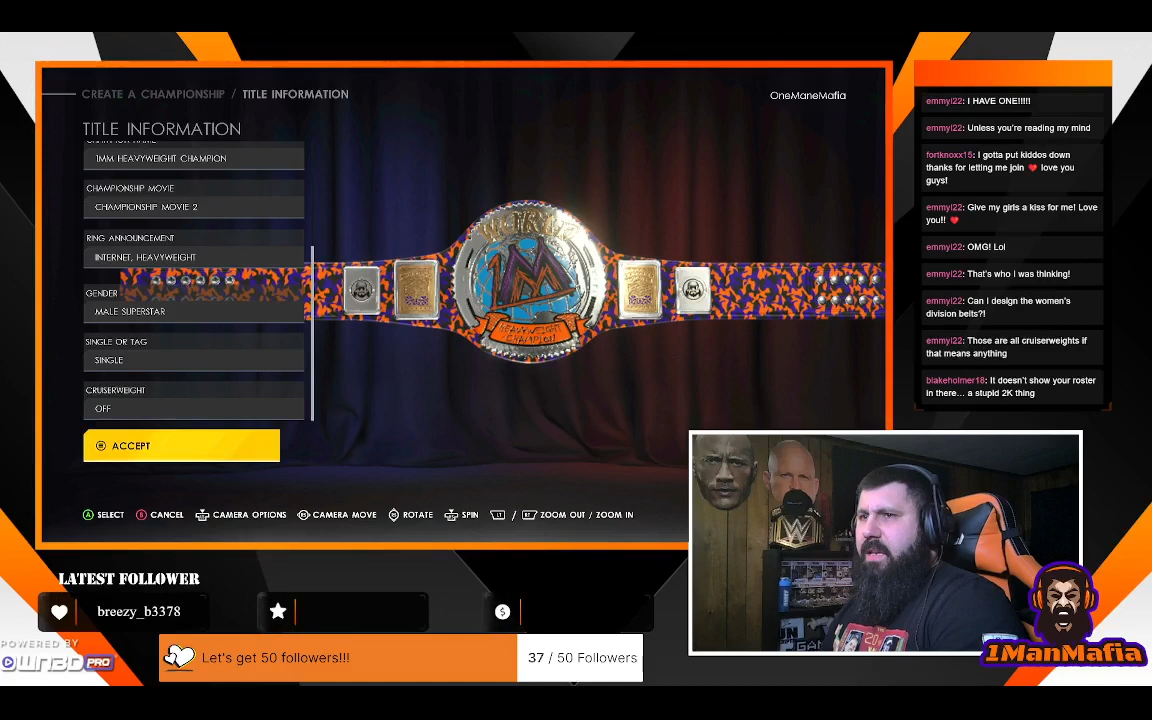 CREATE A CHAMPIONSHIP / TITLE INFORMATION
OneManeMafia
TITLE INFORMATION
1MM HEAVYWEIGHT CHAMPION
CHAMPIONSHIP MOVIE
CHAMPIONSHIP MOVIE 2
RING ANNOUNCEMENT
INTERNET, HEAVYWEIGHT
GENDER
MALE SUPERSTAR
SINGLE OR TAG
SINGLE
CRUISERWEIGHT
OFF
ACCEPT
WORLD
HEAVYWEIGHT
CHAMPION
A SELECT B CANCEL CAMERA OPTIONS CAMERA MOVE ROTATE SPIN LT / RT ZOOM OUT / ZOOM IN
emmyl22: I HAVE ONE!!!!!
emmyl22: Unless you're reading my mind
fortknoxx15: I gotta put kiddos down
thanks for letting me join ❤ love you
guys!
emmyl22: Give my girls a kiss for me! Love
you!! ❤
emmyl22: OMG! Lol
emmyl22: That's who I was thinking!
emmyl22: Can I design the women's
division belts?!
emmyl22: Those are all cruiserweights if
that means anything
blakeholmer18: It doesn't show your roster
in there... a stupid 2K thing
LATEST FOLLOWER
breezy_b3378
POWERED BY
OWN3D PRO
Let's get 50 followers!!!
37 / 50 Followers
1ManMafia